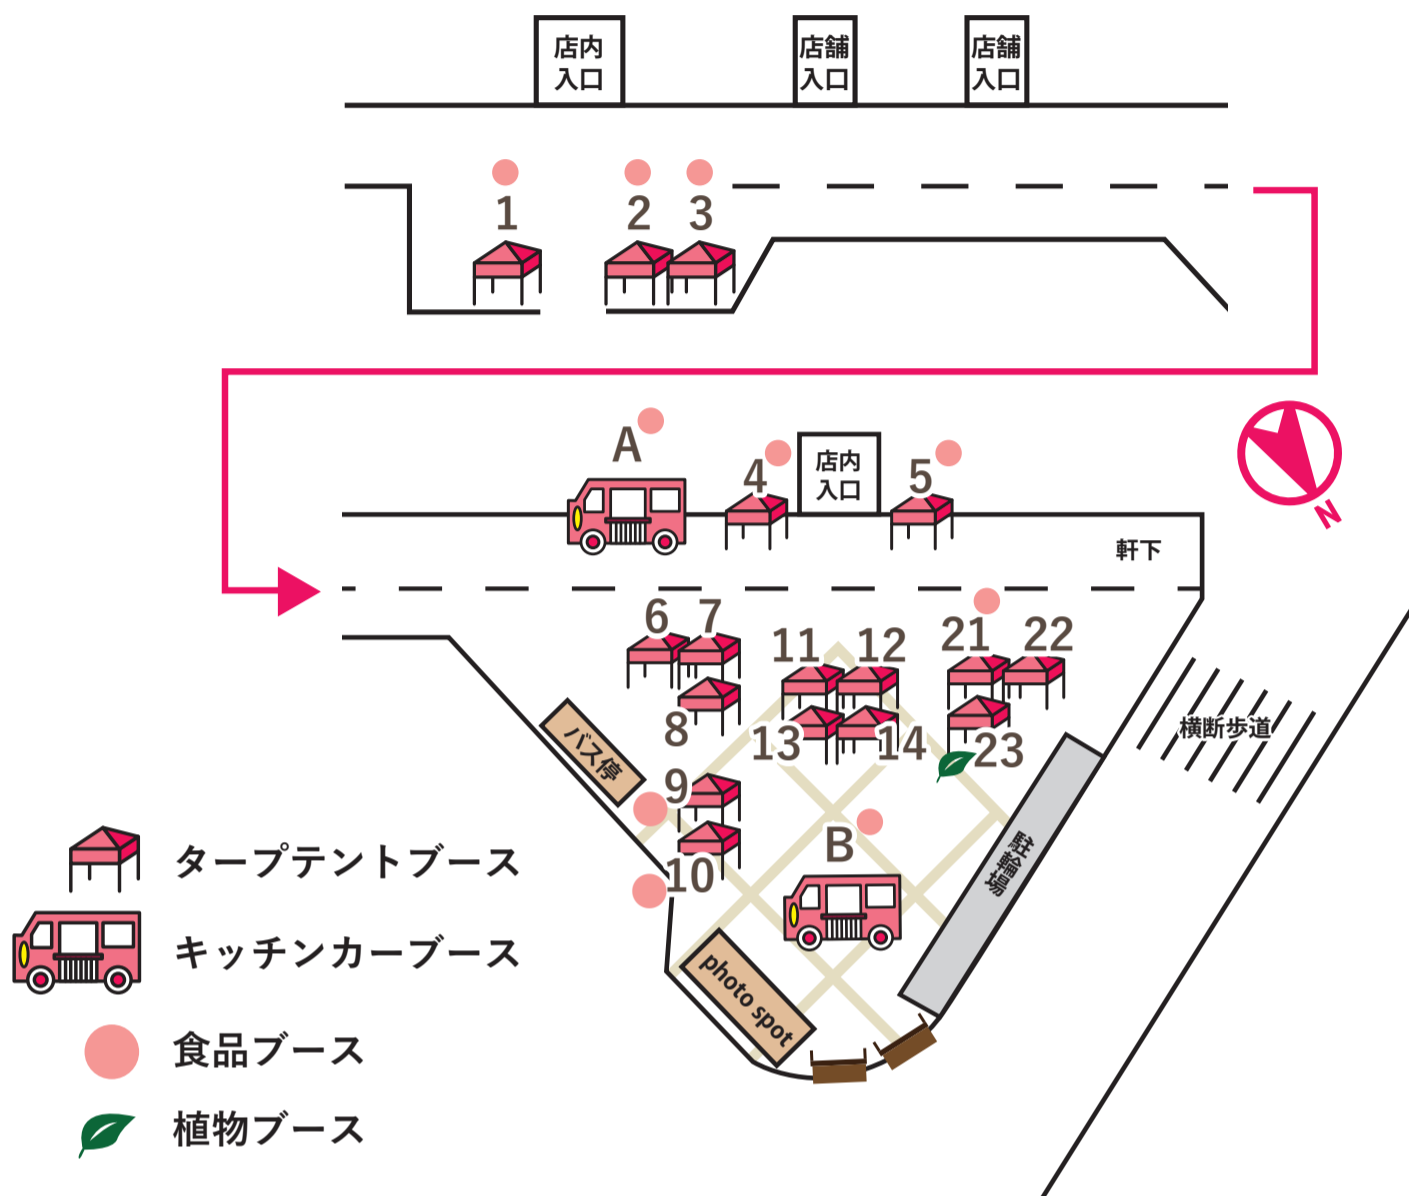 店内
入口
店舗
入口
店舗
入口
1
2
3
A
4
店内
入口
5
N
軒下
6
7
8
11
12
13
14
21
22
23
横断歩道
バス停
9
10
B
駐輪場
photo spot
タープテントブース
キッチンカーブース
食品ブース
植物ブース